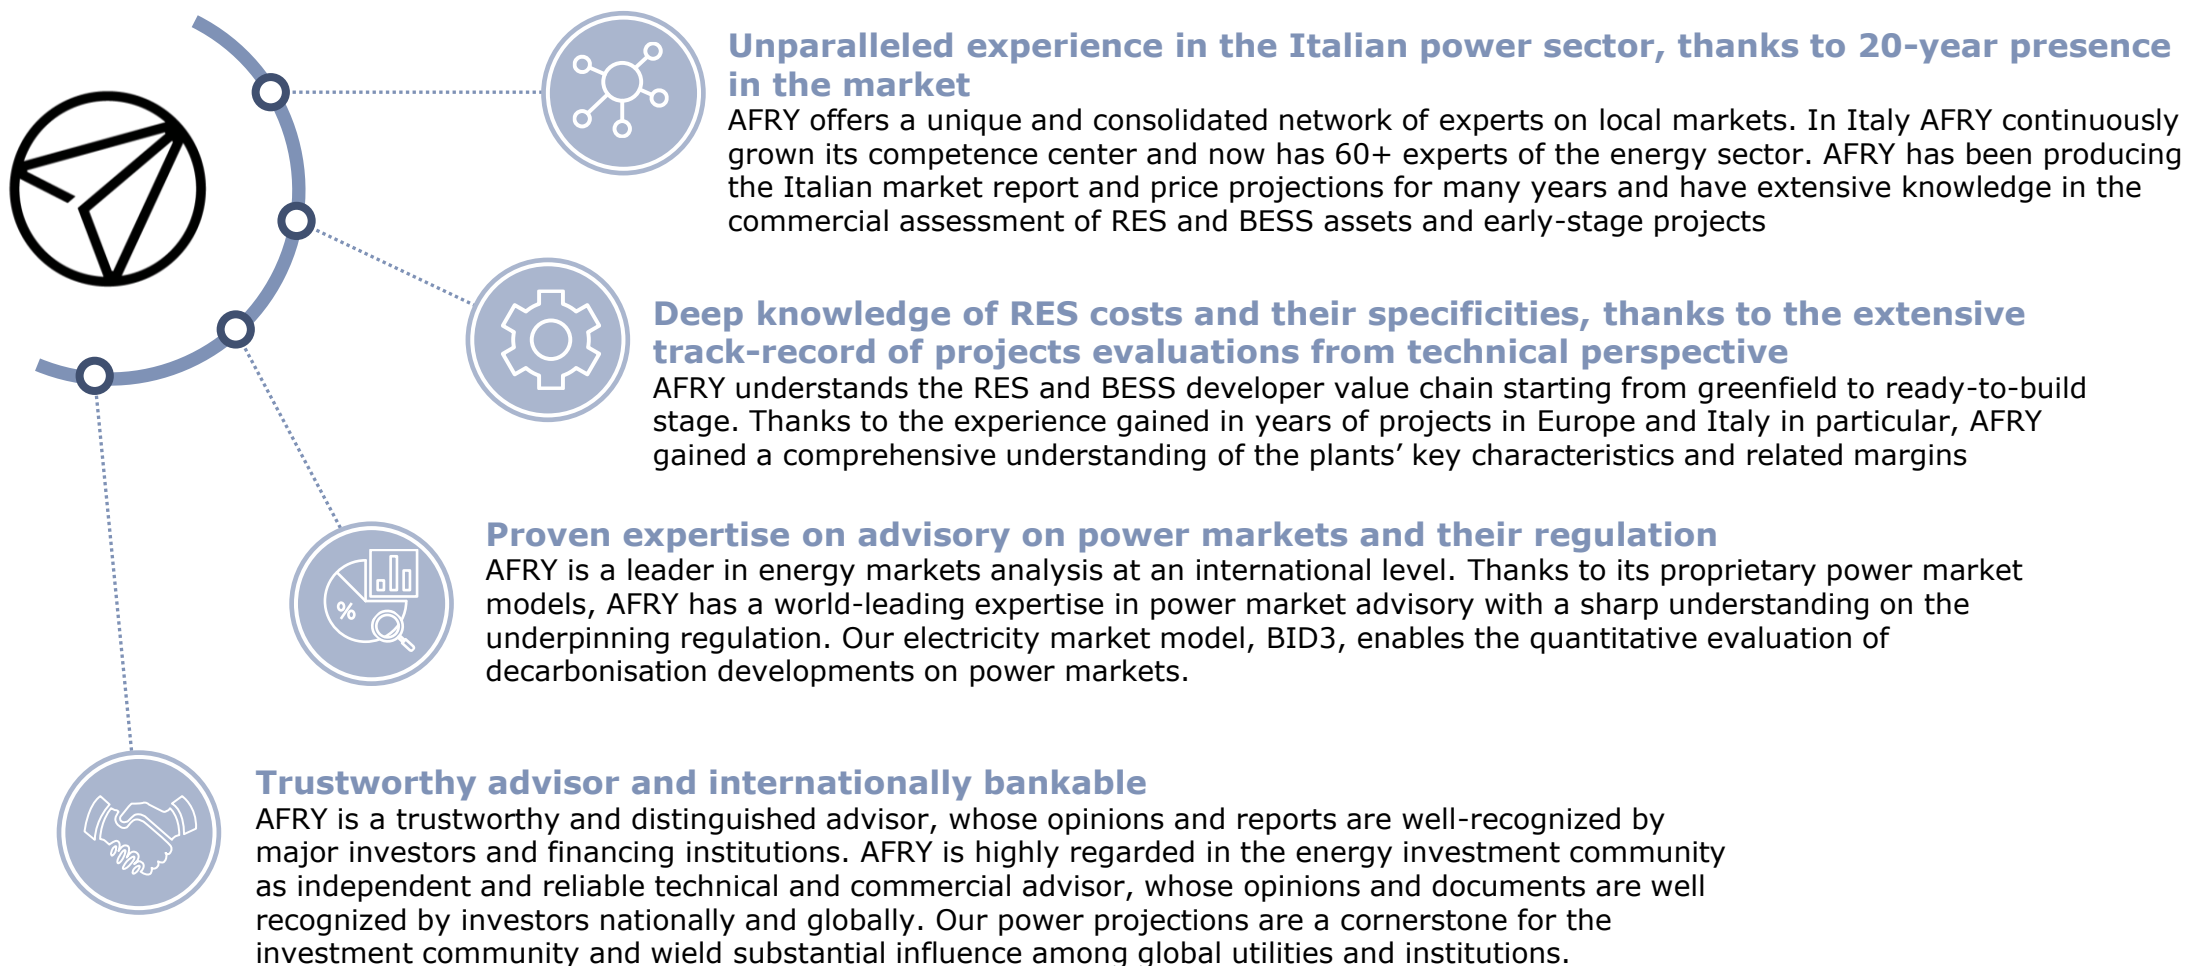 Unparalleled experience in the Italian power sector, thanks to 20-year presence
in the market
AFRY offers a unique and consolidated network of experts on local markets. In Italy AFRY continuously
grown its competence center and now has 60+ experts of the energy sector. AFRY has been producing
the Italian market report and price projections for many years and have extensive knowledge in the
commercial assessment of RES and BESS assets and early-stage projects
Deep knowledge of RES costs and their specificities, thanks to the extensive
track-record of projects evaluations from technical perspective
AFRY understands the RES and BESS developer value chain starting from greenfield to ready-to-build
stage. Thanks to the experience gained in years of projects in Europe and Italy in particular, AFRY
gained a comprehensive understanding of the plants’ key characteristics and related margins
%
Proven expertise on advisory on power markets and their regulation
AFRY is a leader in energy markets analysis at an international level. Thanks to its proprietary power market
models, AFRY has a world-leading expertise in power market advisory with a sharp understanding on the
underpinning regulation. Our electricity market model, BID3, enables the quantitative evaluation of
decarbonisation developments on power markets.
Trustworthy advisor and internationally bankable
AFRY is a trustworthy and distinguished advisor, whose opinions and reports are well-recognized by
major investors and financing institutions. AFRY is highly regarded in the energy investment community
as independent and reliable technical and commercial advisor, whose opinions and documents are well
recognized by investors nationally and globally. Our power projections are a cornerstone for the
investment community and wield substantial influence among global utilities and institutions.